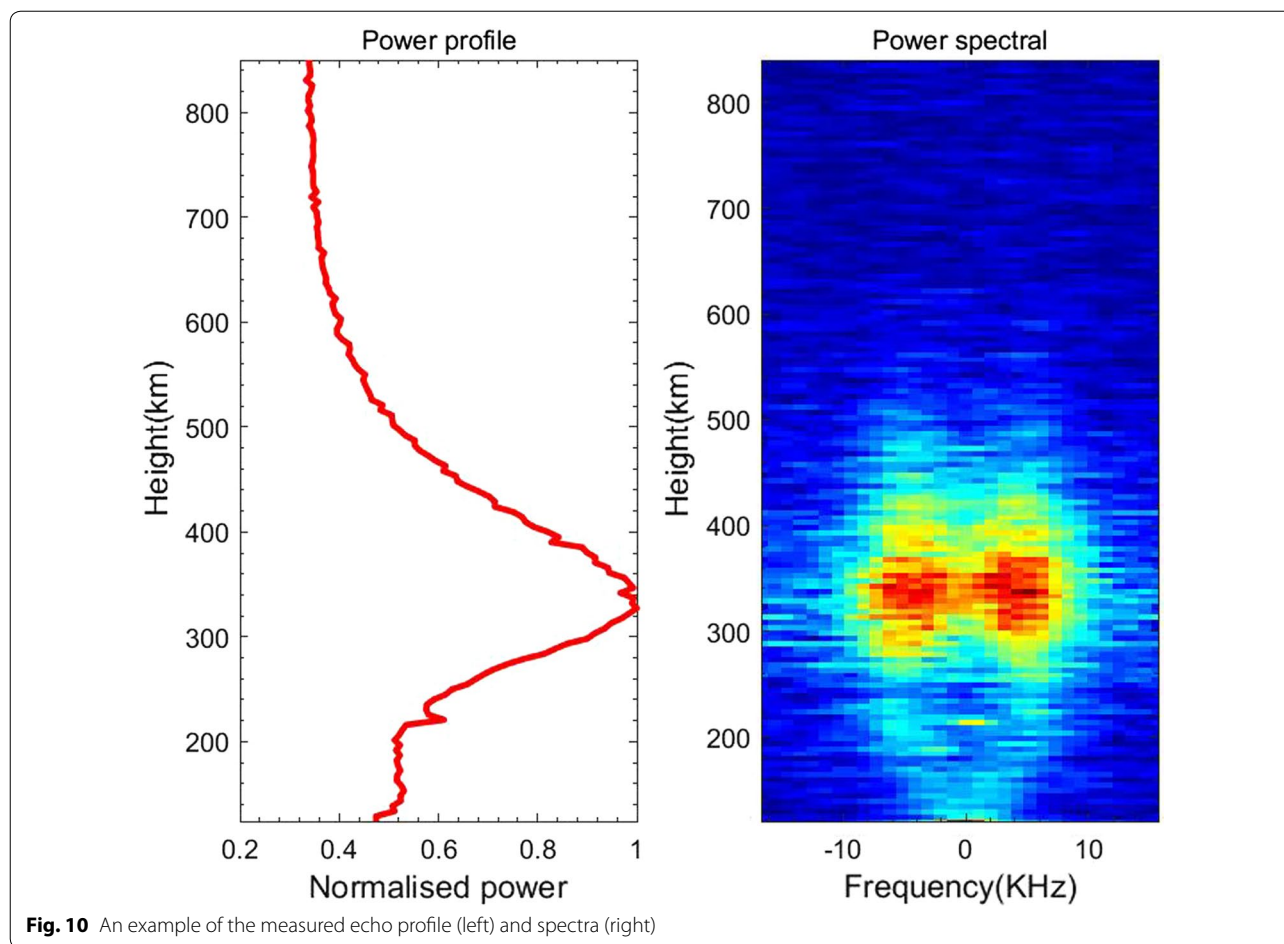 Power profile
800
700
600
500
400
300
200
Height(km)
0.2 0.4 0.6 0.8 1
Normalised power
Power spectral
800
700
600
500
400
300
200
Height(km)
-10 0 10
Frequency(KHz)
Fig. 10 An example of the measured echo profile (left) and spectra (right)